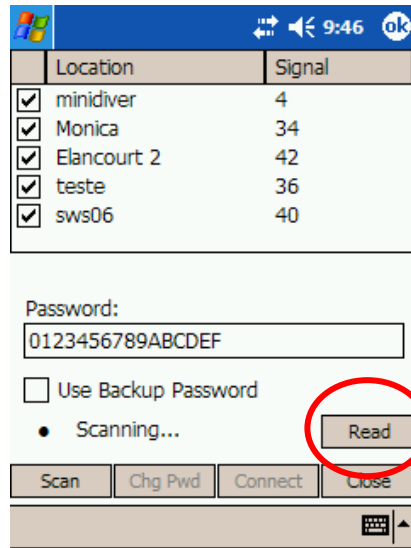 9:46 ok
Location Signal
minidiver 4
Monica 34
Elancourt 2 42
teste 36
sws06 40
Password:
0123456789ABCDEF
Use Backup Password
Scanning... Read
Scan Chg Pwd Connect Close